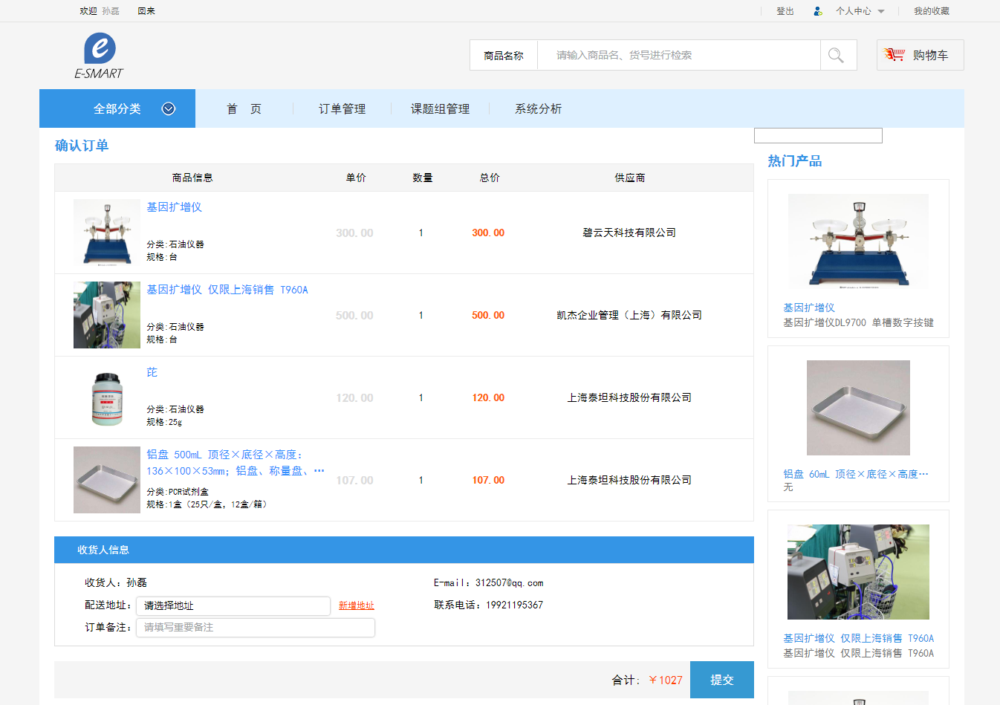 欢迎 孙磊 回来
登出 个人中心 我的收藏
e
E-SMART
商品名称 请输入商品名、货号进行检索
购物车
全部分类 首 页 订单管理 课题组管理 系统分析
确认订单
商品信息 单价 数量 总价 供应商
基因扩增仪
分类:石油仪器
规格:台
300.00 1 300.00 碧云天科技有限公司
基因扩增仪 仅限上海销售 T960A
分类:石油仪器
规格:台
500.00 1 500.00 凯杰企业管理（上海）有限公司
芘
分类:石油仪器
规格:25g
120.00 1 120.00 上海泰坦科技股份有限公司
铝盘 500mL 顶径×底径×高度:
136×100×53mm; 铝盘、称量盘、…
分类:PCR试剂盒
规格:1盒（25只/盒, 12盒/箱）
107.00 1 107.00 上海泰坦科技股份有限公司
收货人信息
收货人: 孙磊 E-mail: 312507@qq.com
配送地址: 请选择地址 新增地址 联系电话: 19921195367
订单备注: 请填写重要备注
合计: ￥1027 提交
热门产品
基因扩增仪
基因扩增仪DL9700 单槽数字按键
铝盘 60mL 顶径×底径×高度…
无
基因扩增仪 仅限上海销售 T960A
基因扩增仪 仅限上海销售 T960A